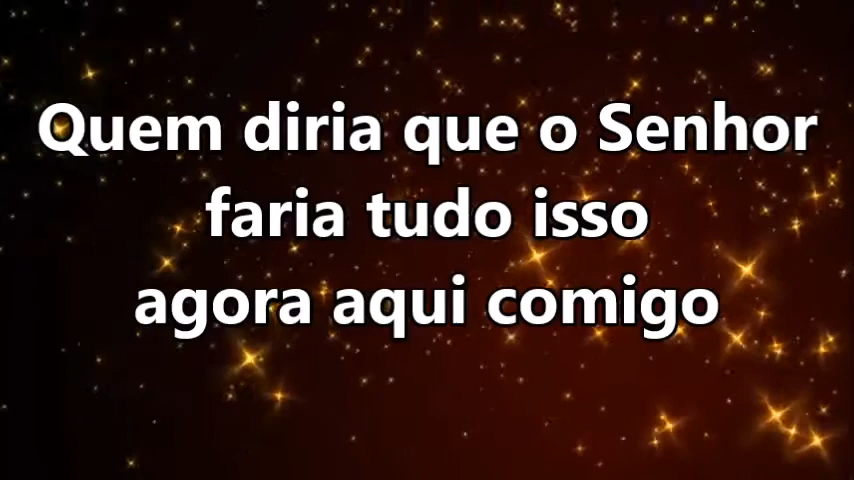 Quem diria que o Senhor
faria tudo isso
agora aqui comigo